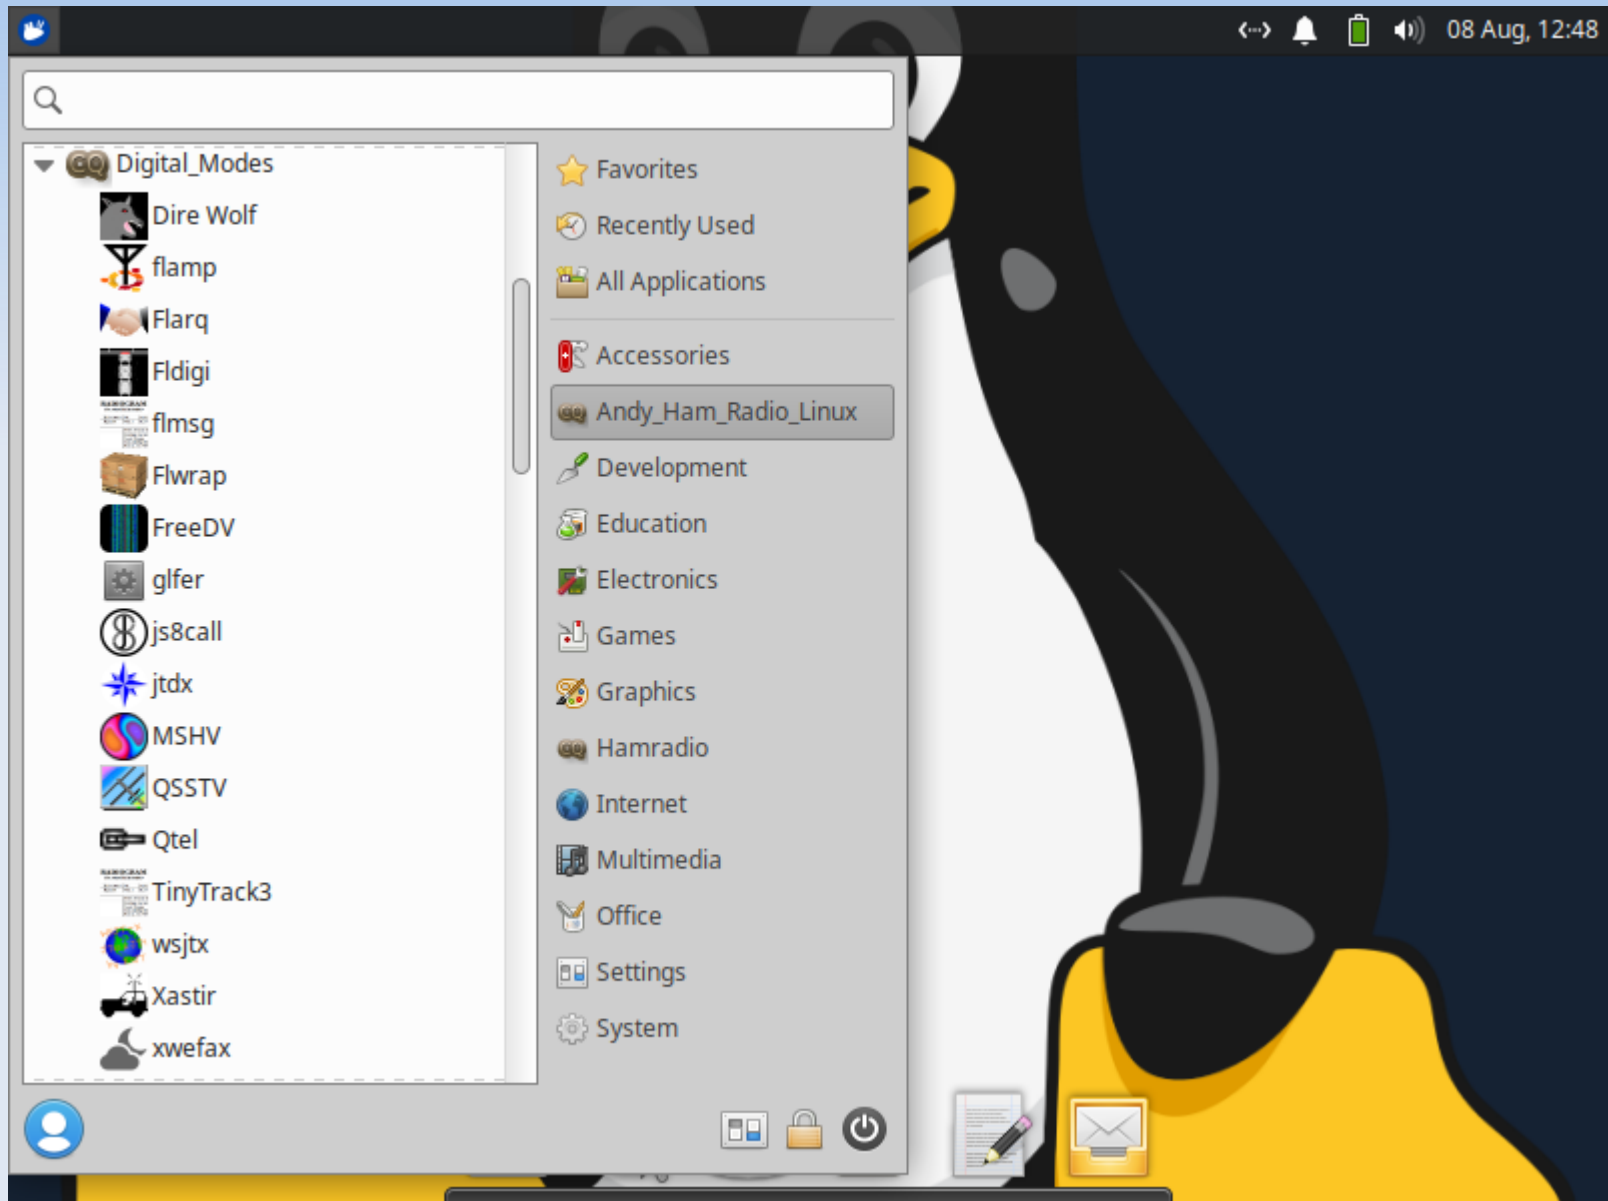 08 Aug, 12:48
Digital_Modes
Dire Wolf
flamp
Flarq
Fldigi
flmsg
Flwrap
FreeDV
glfer
js8call
jtdx
MSHV
QSSTV
Qtel
TinyTrack3
wsjtx
Xastir
xwefax
Favorites
Recently Used
All Applications
Accessories
Andy_Ham_Radio_Linux
Development
Education
Electronics
Games
Graphics
Hamradio
Internet
Multimedia
Office
Settings
System